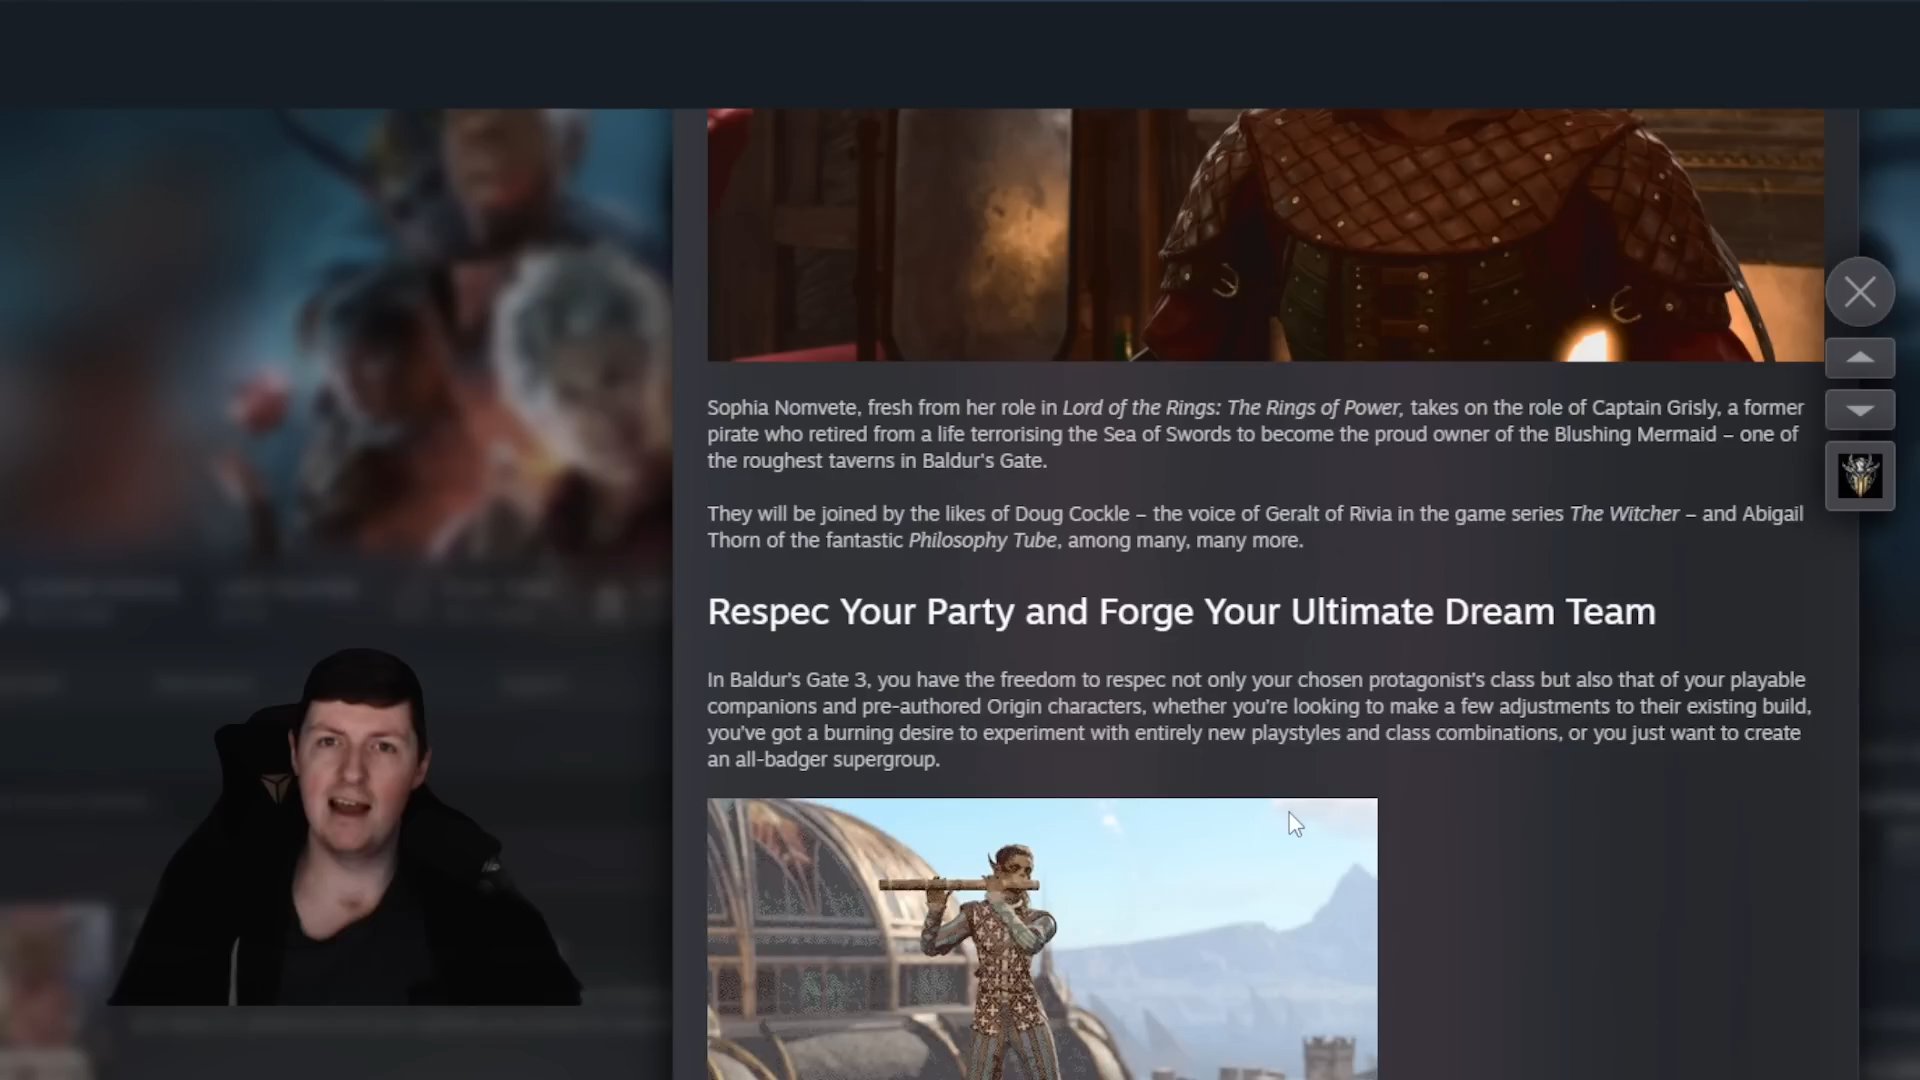 Sophia Nomvete, fresh from her role in Lord of the Rings: The Rings of Power, takes on the role of Captain Grisly, a former
pirate who retired from a life terrorising the Sea of Swords to become the proud owner of the Blushing Mermaid – one of
the roughest taverns in Baldur's Gate.
They will be joined by the likes of Doug Cockle – the voice of Geralt of Rivia in the game series The Witcher – and Abigail
Thorn of the fantastic Philosophy Tube, among many, many more.
Respec Your Party and Forge Your Ultimate Dream Team
In Baldur's Gate 3, you have the freedom to respec not only your chosen protagonist's class but also that of your playable
companions and pre-authored Origin characters, whether you're looking to make a few adjustments to their existing build,
you've got a burning desire to experiment with entirely new playstyles and class combinations, or you just want to create
an all-badger supergroup.